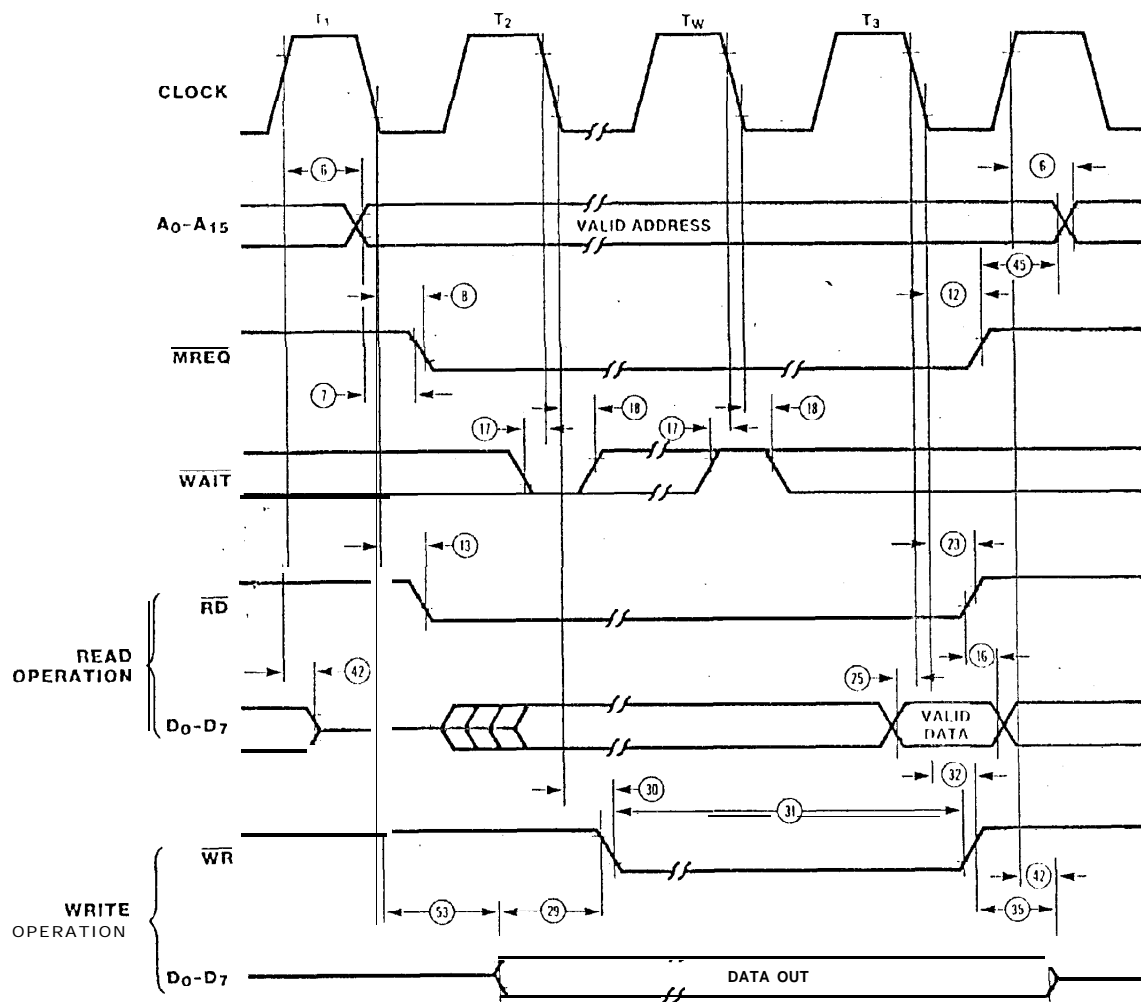 T1 T2 TW T3
CLOCK
6 6
A0-A15 VALID ADDRESS
45
8 12
MREQ
7
18 18
17 17
WAIT
13 23
RD
READ
OPERATION
16
42 25
D0-D7 VALID
DATA
32
30
31
WR
42
WRITE
OPERATION
53 29 35
D0-D7 DATA OUT